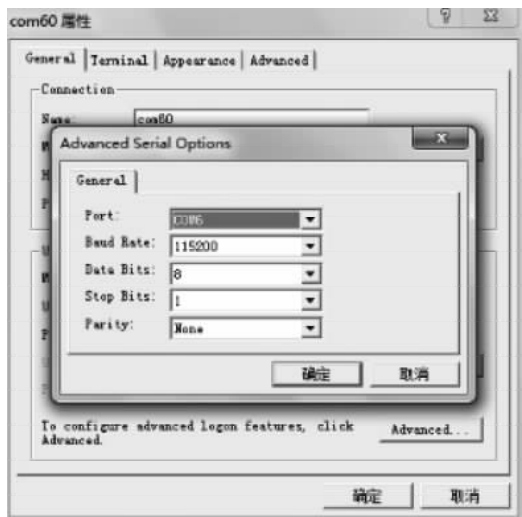 com60 属性
General Terminal Appearance Advanced
Connection
Name: com60
Advanced Serial Options
General
Port: COM6
Baud Rate: 115200
Data Bits: 8
Stop Bits: 1
Parity: None
确定 取消
To configure advanced logon features, click
Advanced.
Advanced...
确定 取消